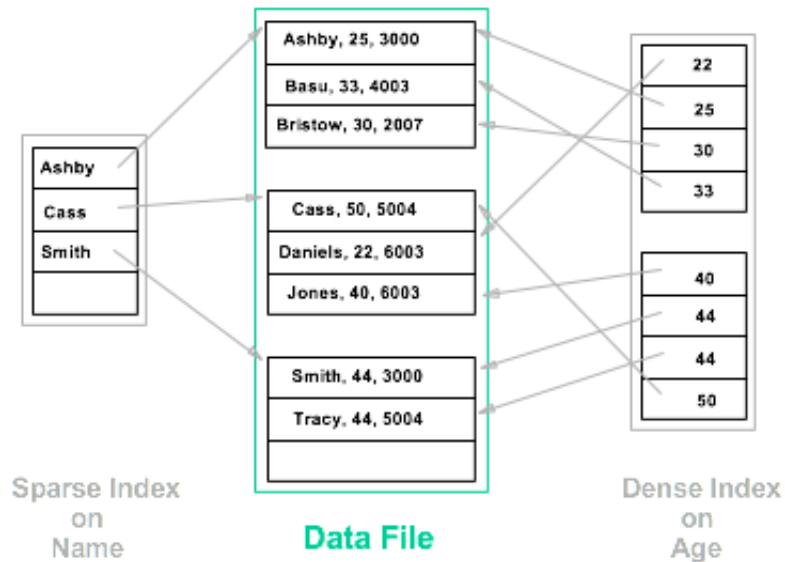 Ashby
Cass
Smith
Sparse Index
on
Name
Ashby, 25, 3000
Basu, 33, 4003
Bristow, 30, 2007
Cass, 50, 5004
Daniels, 22, 6003
Jones, 40, 6003
Smith, 44, 3000
Tracy, 44, 5004
Data File
22
25
30
33
40
44
44
50
Dense Index
on
Age